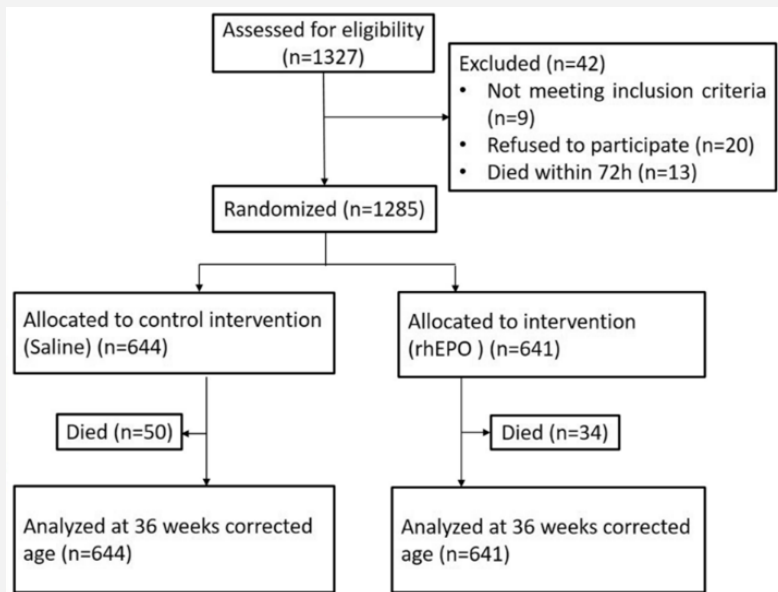 Assessed for eligibility
(n=1327)
Excluded (n=42)
• Not meeting inclusion criteria
(n=9)
• Refused to participate (n=20)
• Died within 72h (n=13)
Randomized (n=1285)
Allocated to control intervention
(Saline) (n=644)
Allocated to intervention
(rhEPO ) (n=641)
Died (n=50)
Died (n=34)
Analyzed at 36 weeks corrected
age (n=644)
Analyzed at 36 weeks corrected
age (n=641)